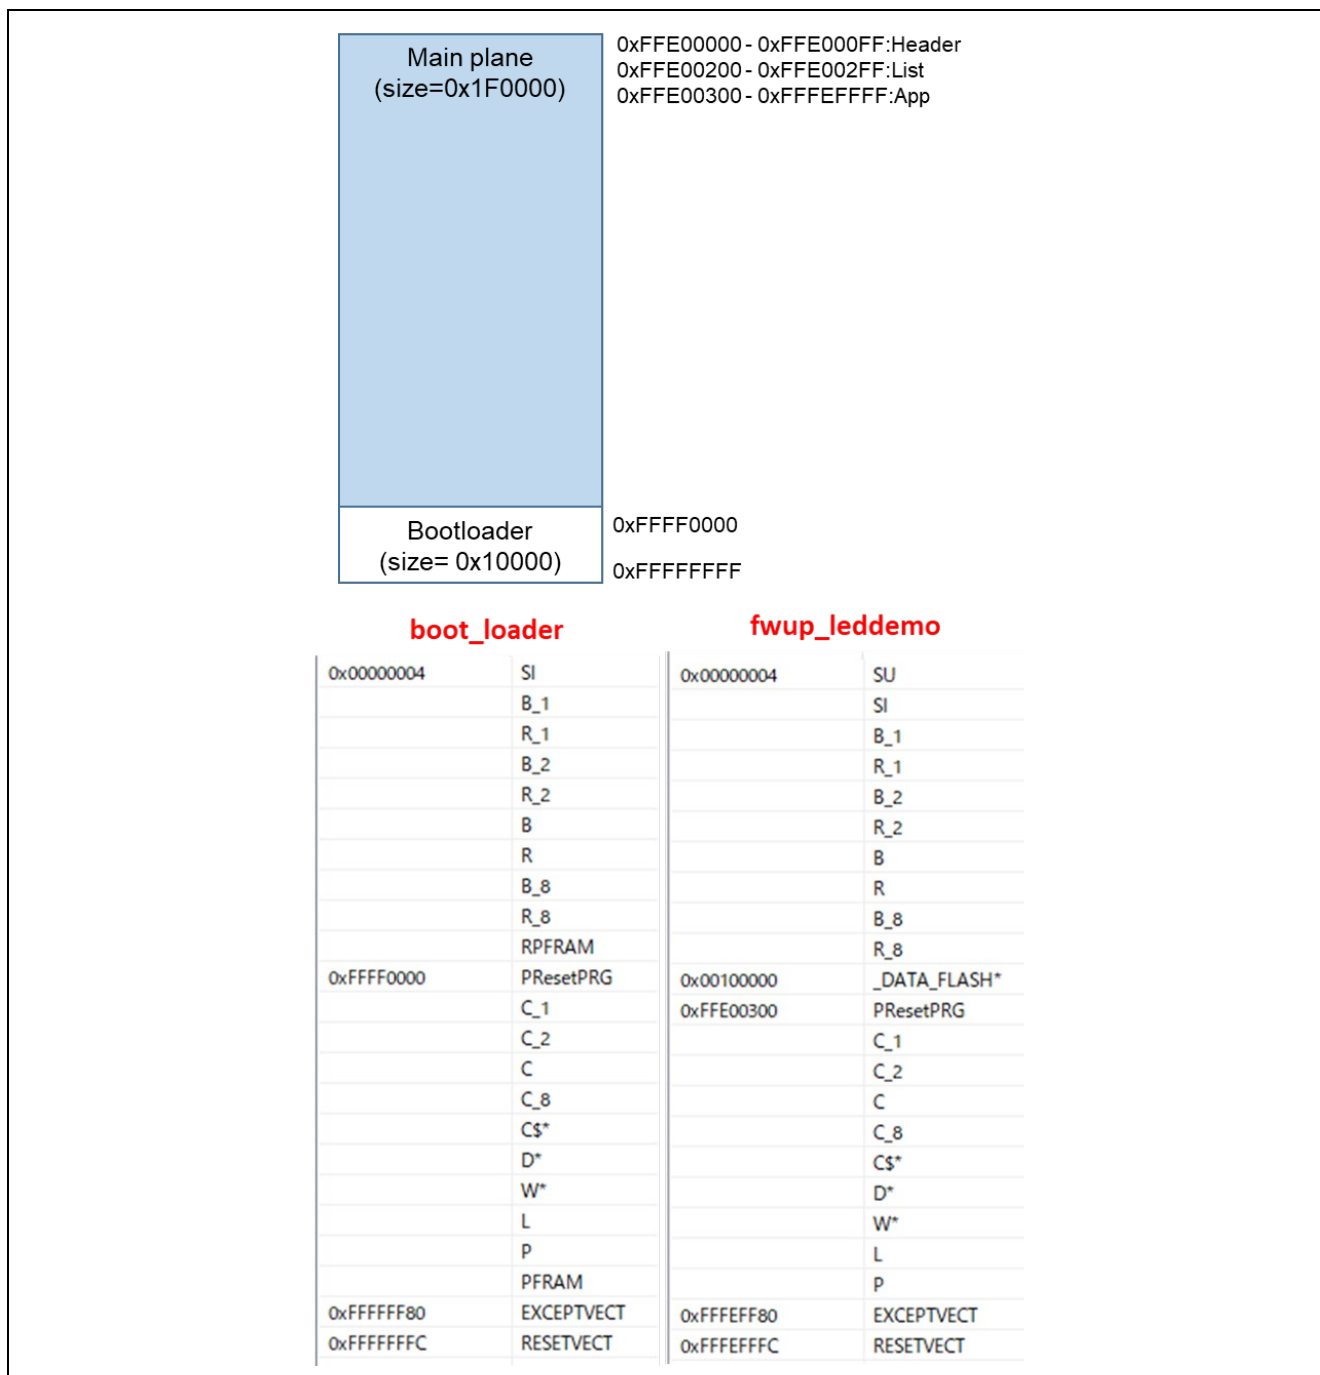 Main plane
(size=0x1F0000)
0xFFE00000 - 0xFFE000FF:Header
0xFFE00200 - 0xFFE002FF:List
0xFFE00300 - 0xFFFEFFFF:App
Bootloader
(size= 0x10000)
0xFFFF0000
0xFFFFFFFF
boot_loader
0x00000004 SI
B_1
R_1
B_2
R_2
B
R
B_8
R_8
RPFRAM
0xFFFF0000 PResetPRG
C_1
C_2
C
C_8
C$*
D*
W*
L
P
PFRAM
0xFFFFFF80 EXCEPTVECT
0xFFFFFFFC RESETVECT
fwup_leddemo
0x00000004 SU
SI
B_1
R_1
B_2
R_2
B
R
B_8
R_8
0x00100000 _DATA_FLASH*
0xFFE00300 PResetPRG
C_1
C_2
C
C_8
C$*
D*
W*
L
P
0xFFFEFF80 EXCEPTVECT
0xFFFEFFFC RESETVECT